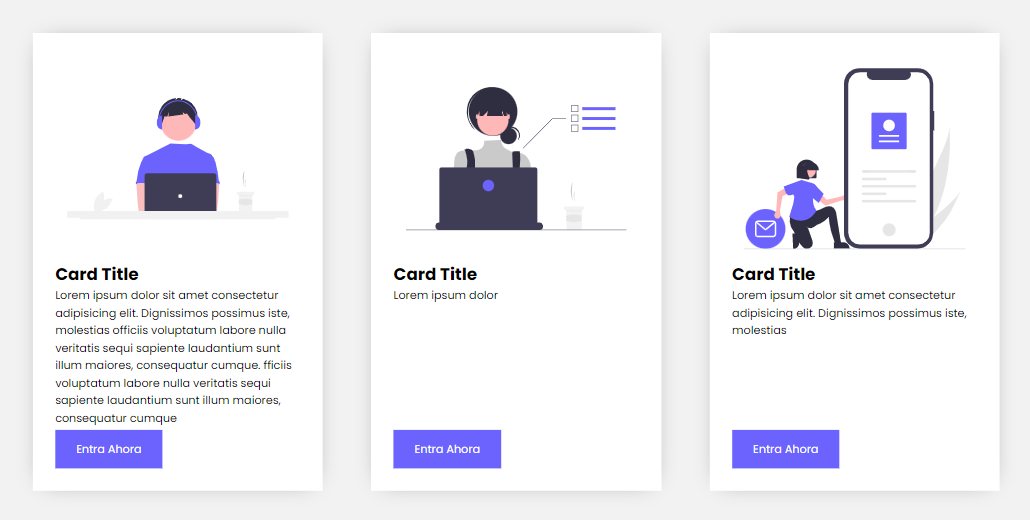 Card Title
Lorem ipsum dolor sit amet consectetur
adipisicing elit. Dignissimos possimus iste,
molestias officiis voluptatum labore nulla
veritatis sequi sapiente laudantium sunt
illum maiores, consequatur cumque. fficiis
voluptatum labore nulla veritatis sequi
sapiente laudantium sunt illum maiores,
consequatur cumque
Entra Ahora
Card Title
Lorem ipsum dolor
Entra Ahora
Card Title
Lorem ipsum dolor sit amet consectetur
adipisicing elit. Dignissimos possimus iste,
molestias
Entra Ahora